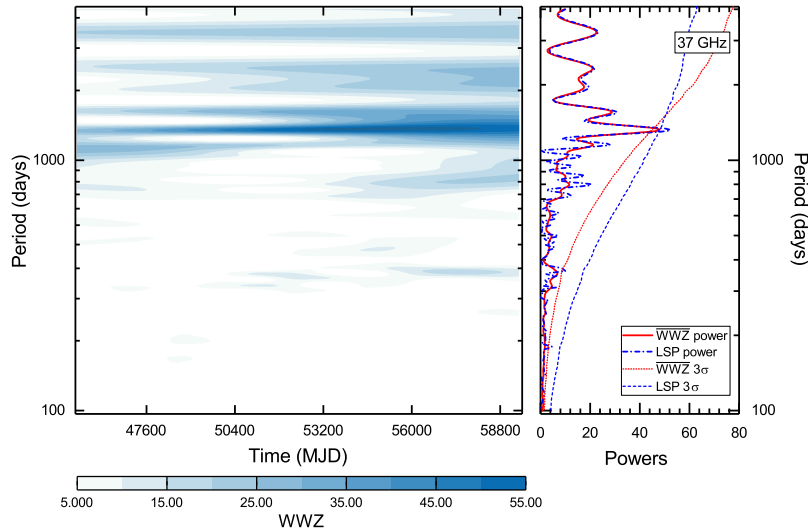 37 GHz
Period (days)
1000
100
47600 50400 53200 56000 58800
Time (MJD)
5.000 15.00 25.00 35.00 45.00 55.00
WWZ
1000
100
Period (days)
0 20 40 60 80
Powers
WWZ power
LSP power
WWZ 3σ
LSP 3σ